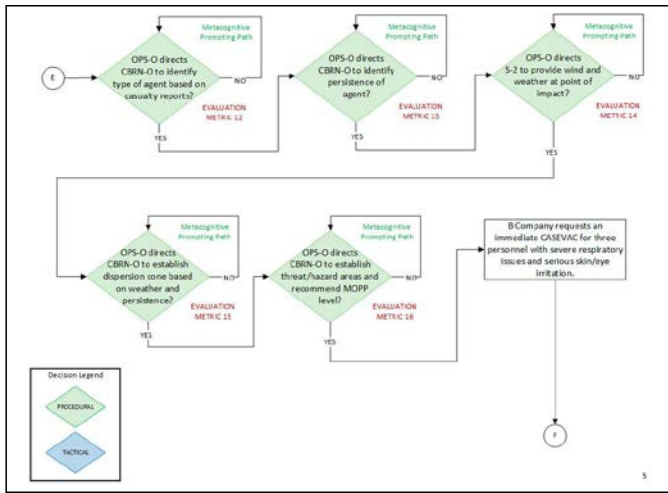 Metacognitive
Prompting Path
Metacognitive
Prompting Path
Metacognitive
Prompting Path
E
OPS-O directs
CBRN-O to identify
type of agent based on
casualty reports?
NO
EVALUATION
METRIC 12
YES
OPS-O directs
CBRN-O to identify
persistence of
agent?
NO
EVALUATION
METRIC 13
YES
OPS-O directs
S-2 to provide wind and
weather at point of
impact?
NO
EVALUATION
METRIC 14
YES
Metacognitive
Prompting Path
Metacognitive
Prompting Path
OPS-O directs
CBRN-O to establish
dispersion cone based
on weather and
persistence?
NO
EVALUATION
METRIC 15
YES
OPS-O directs
CBRN-O to establish
threat/hazard areas and
recommend MOPP
level?
NO
EVALUATION
METRIC 16
YES
B Company requests an
immediate CASEVAC for three
personnel with severe respiratory
issues and serious skin/eye
irritation.
F
Decision Legend
PROCEDURAL
TACTICAL
5